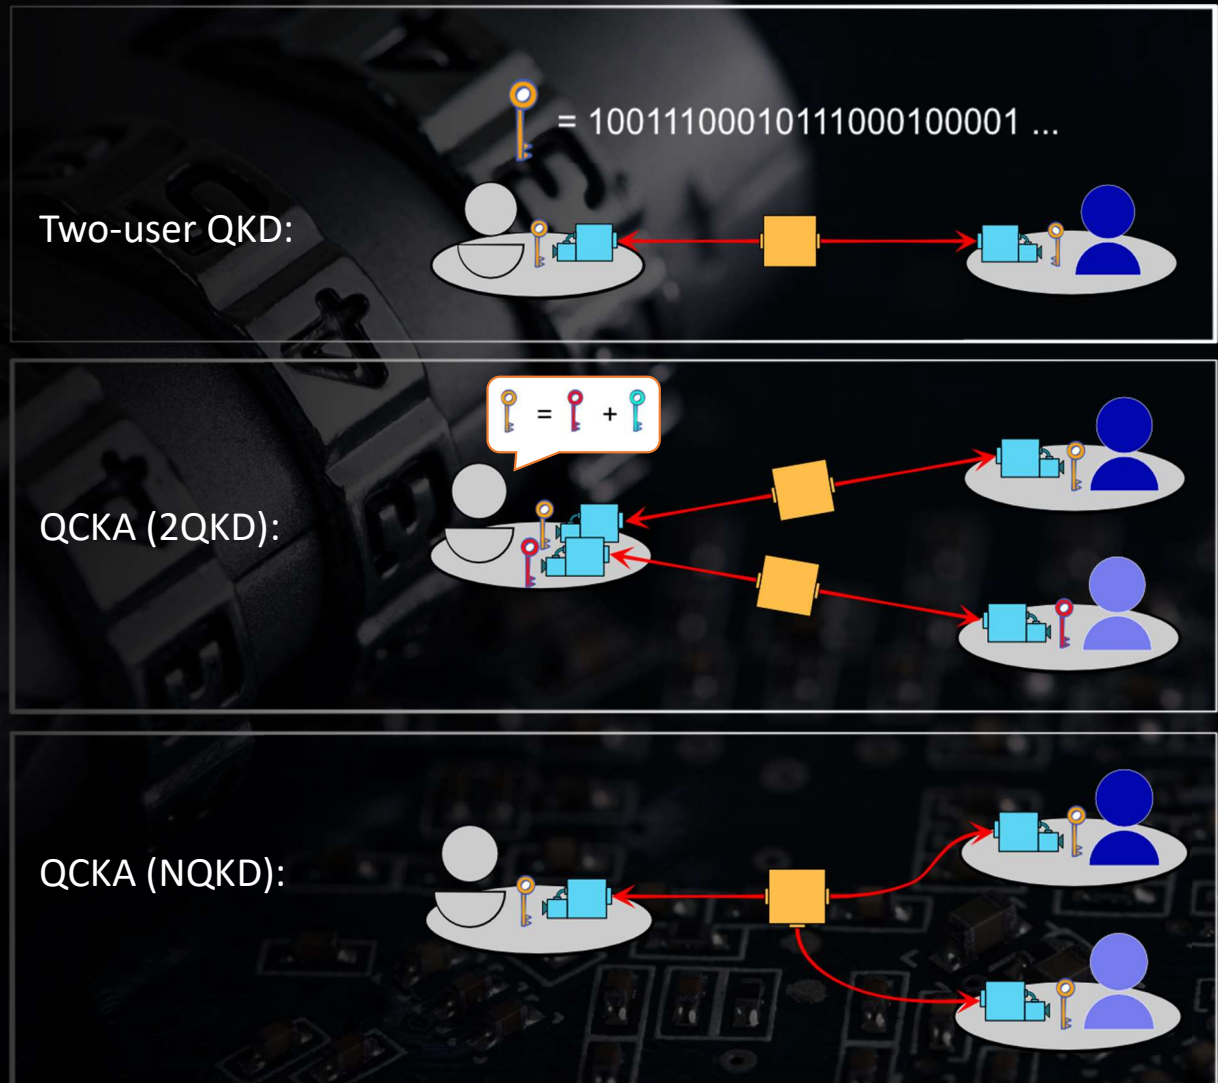 = 10011100010111000100001 ...
Two-user QKD:
= +
QCKA (2QKD):
QCKA (NQKD):